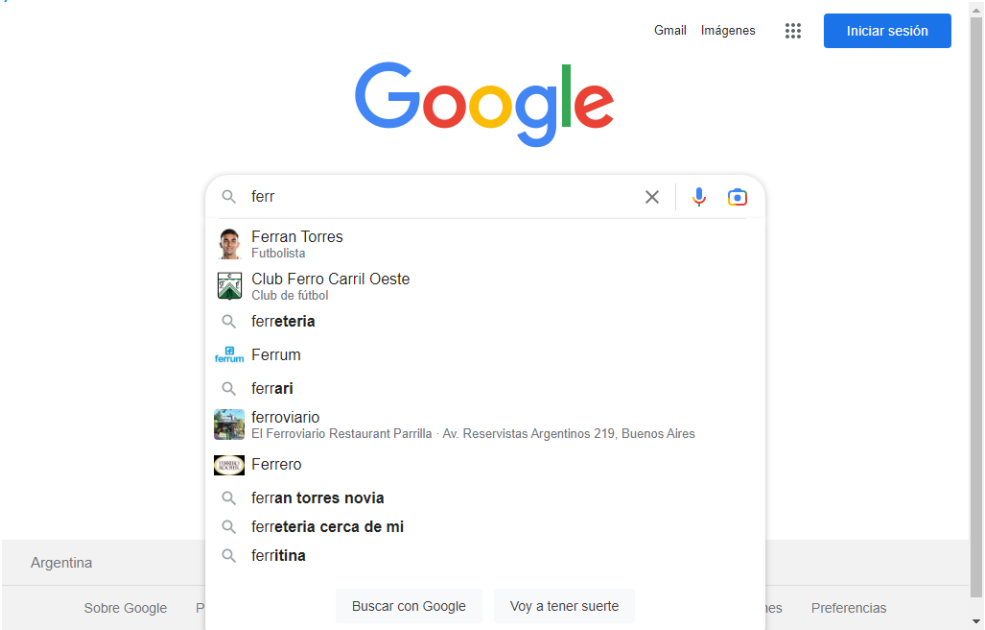 Gmail Imágenes Iniciar sesión
Google
ferr
Ferran Torres
Futbolista
Club Ferro Carril Oeste
Club de fútbol
ferreteria
ferrum Ferrum
ferrari
ferroviario
El Ferroviario Restaurant Parrilla · Av. Reservistas Argentinos 219, Buenos Aires
Ferrero
ferran torres novia
ferreteria cerca de mi
ferritina
Argentina
Buscar con Google Voy a tener suerte
Sobre Google P nes Preferencias